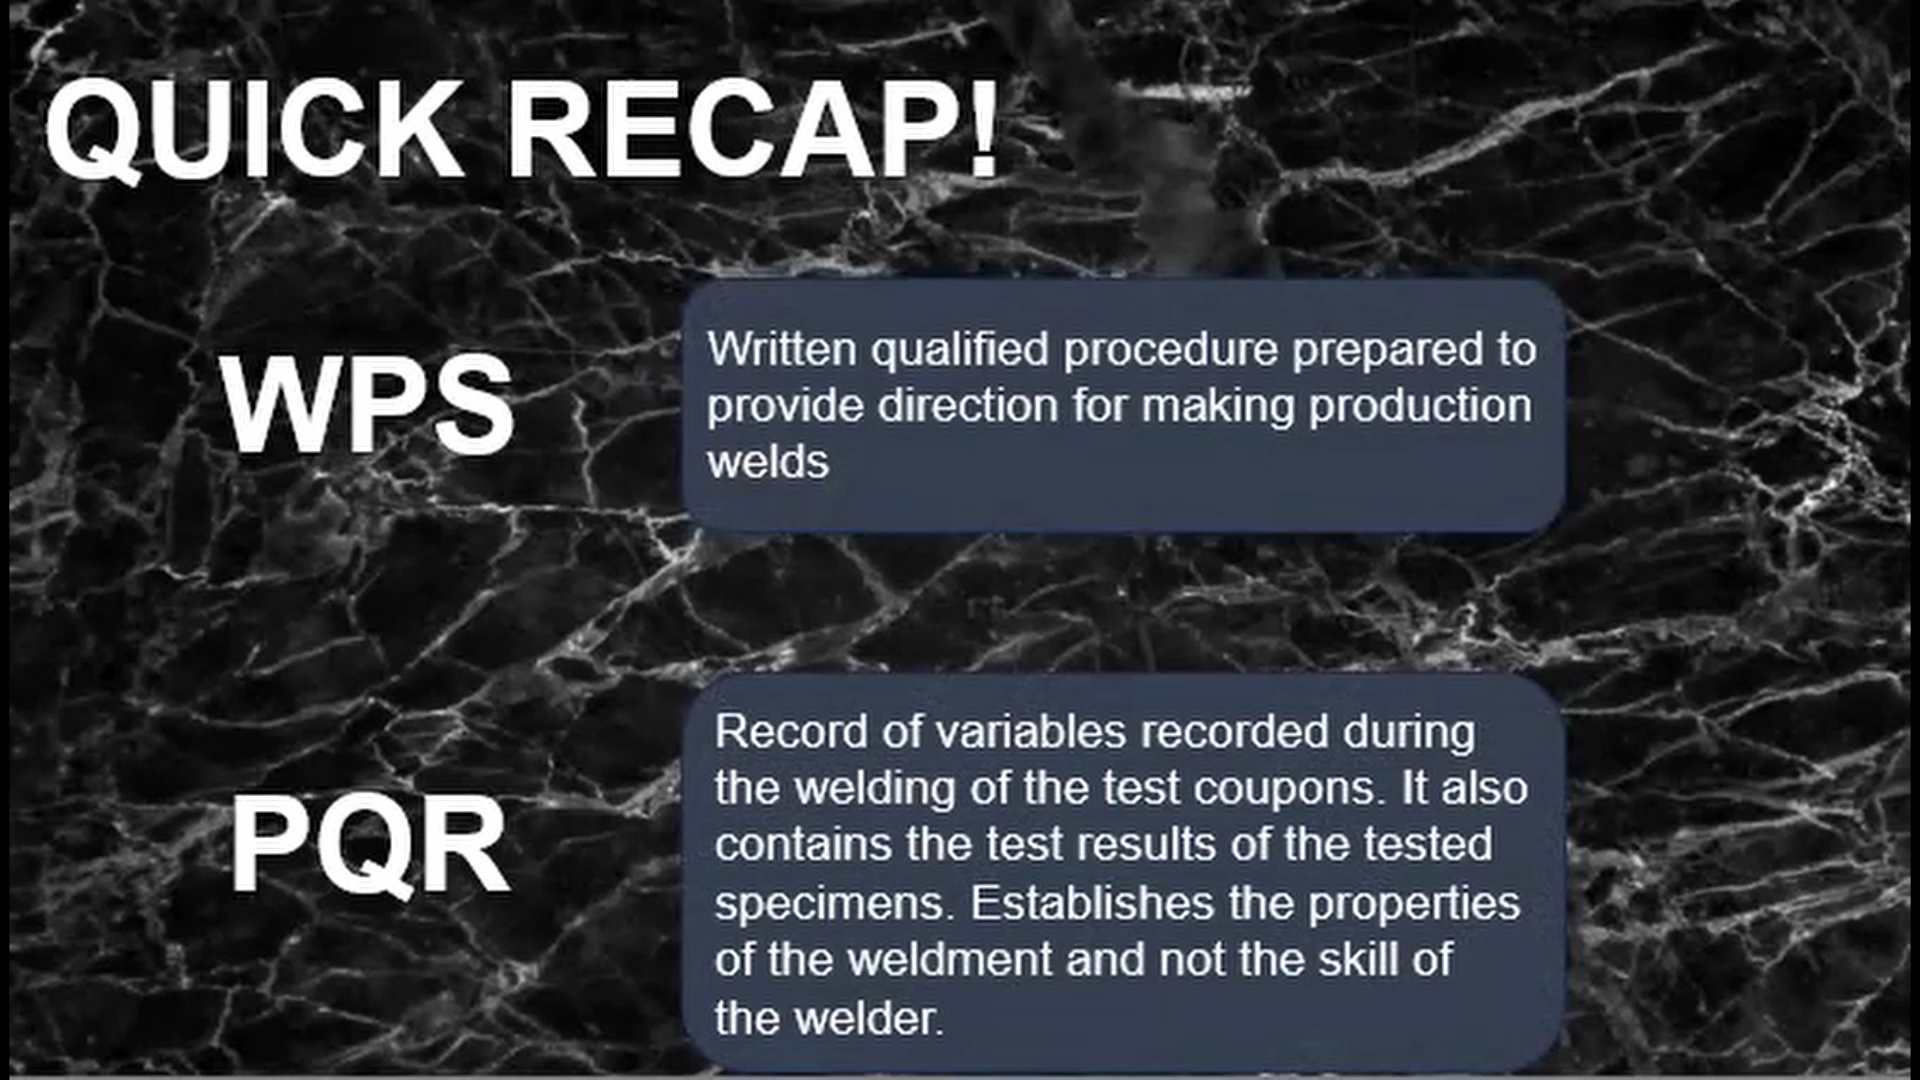 QUICK RECAP!
WPS
Written qualified procedure prepared to
provide direction for making production
welds
PQR
Record of variables recorded during
the welding of the test coupons. It also
contains the test results of the tested
specimens. Establishes the properties
of the weldment and not the skill of
the welder.